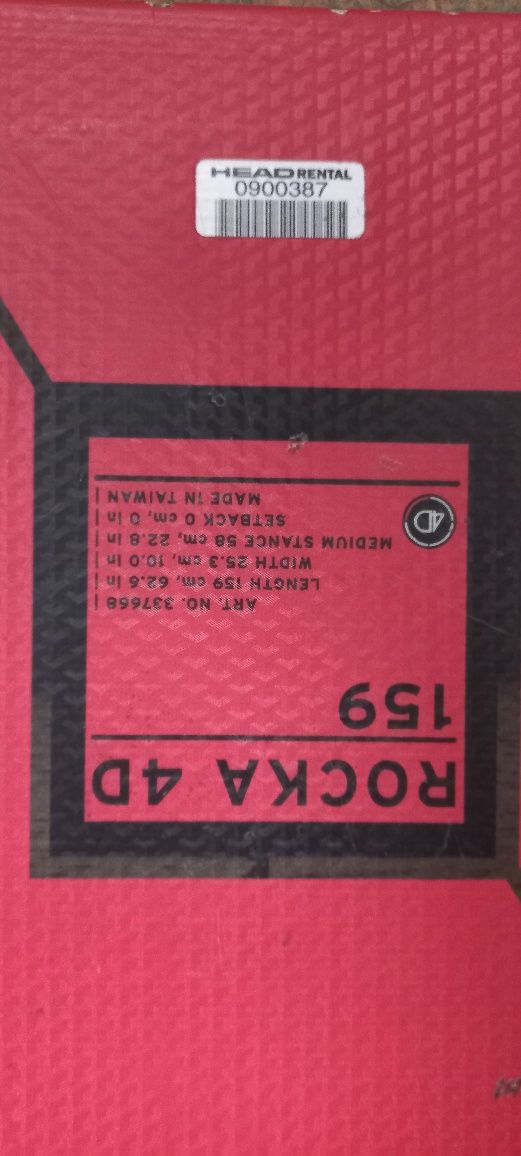 HEAD RENTAL
0900387
ROCKA 4D
159
ART. NO. 337668
LENGTH 159 cm, 62.6 in
WIDTH 25.3 cm, 10.0 in
MEDIUM STANCE 58 cm, 22.8 in
SETBACK 0 cm, 0 in
MADE IN TAIWAN
4D